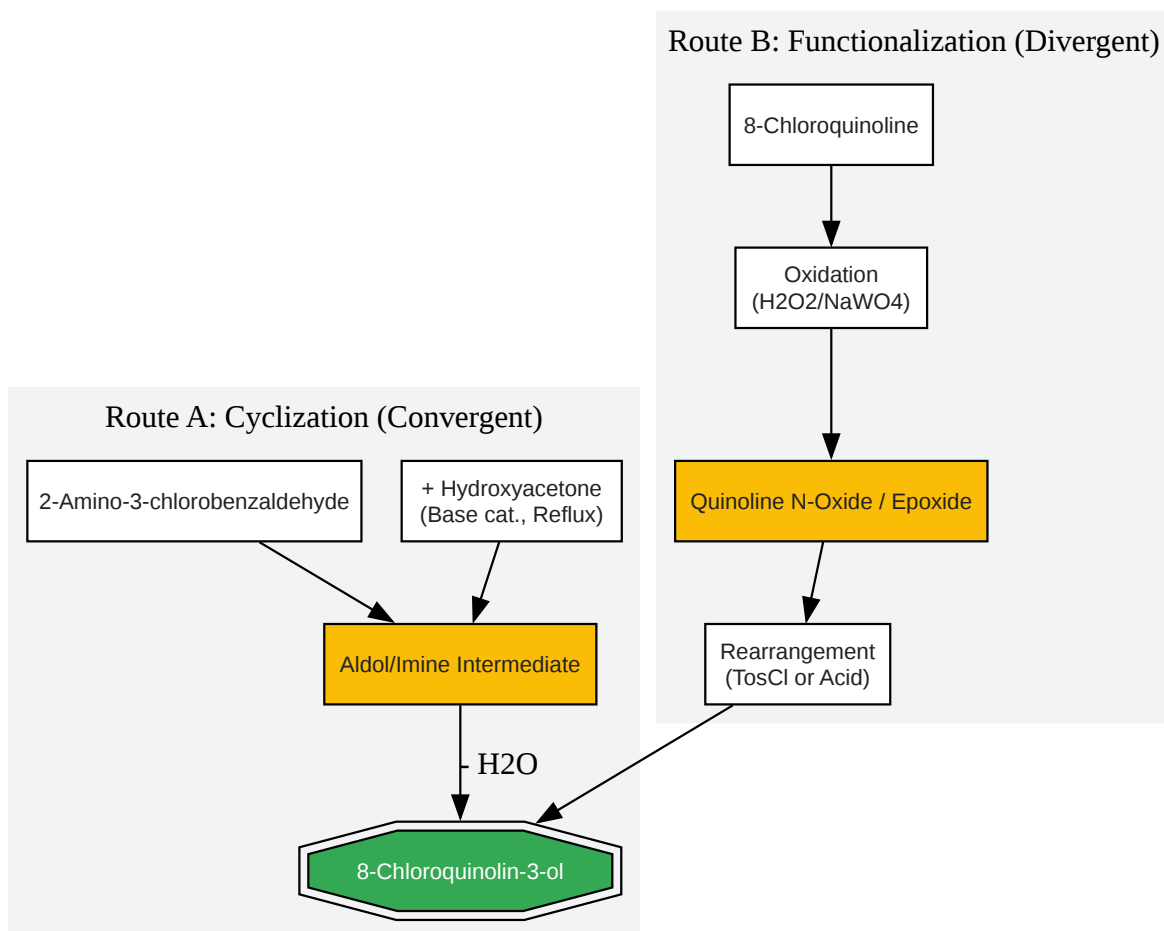 Route B: Functionalization (Divergent)
8-Chloroquinoline
Oxidation
(H2O2/NaWO4)
Quinoline N-Oxide / Epoxide
Rearrangement
(TosCl or Acid)
Route A: Cyclization (Convergent)
2-Amino-3-chlorobenzaldehyde
+ Hydroxyacetone
(Base cat., Reflux)
Aldol/Imine Intermediate
- H2O
8-Chloroquinolin-3-ol